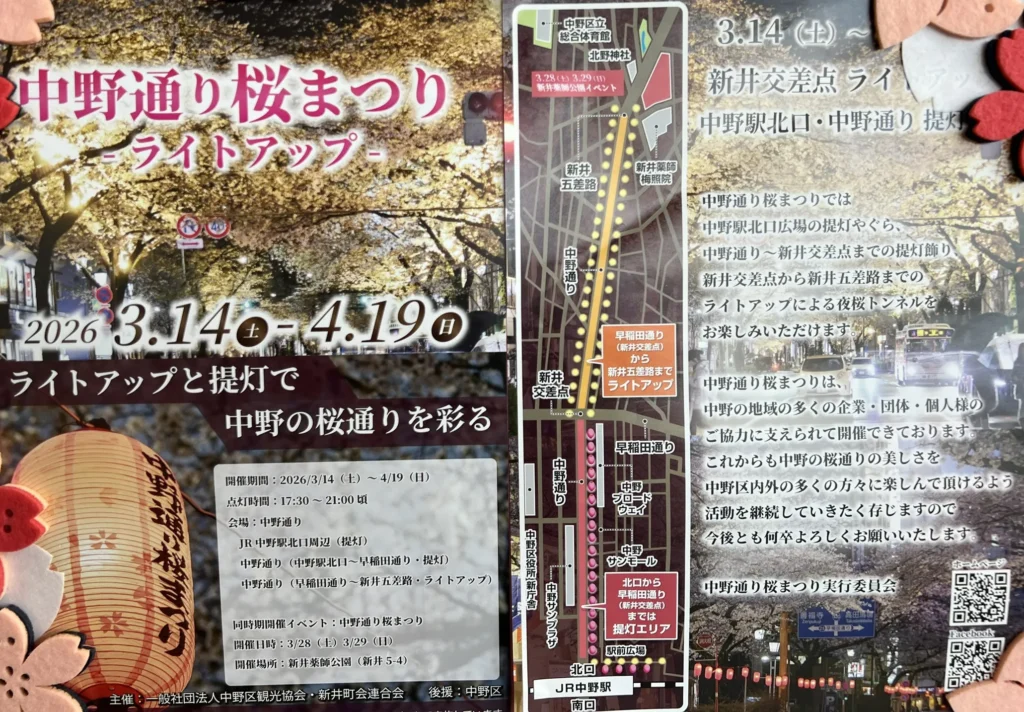 中野通り桜まつり
- ライトアップ -
2026 3.14 土 - 4.19 日
ライトアップと提灯で
中野の桜通りを彩る
開催期間：2026/3/14（土）～ 4/19（日）
点灯時間：17:30 ～ 21:00 頃
会場：中野通り
JR 中野駅北口周辺（提灯）
中野通り（中野駅北口～早稲田通り・提灯）
中野通り（早稲田通り～新井五差路・ライトアップ）
同時期開催イベント：中野通り桜まつり
開催日時：3/28（土）3/29（日）
開催場所：新井薬師公園（新井 5-4）
主催：一般社団法人中野区観光協会・新井町会連合会　後援：中野区
中野区立
総合体育館
北野神社
3.28（土）3.29（日）
新井薬師公園イベント
新井
五差路
新井薬師
梅照院
中野通り
早稲田通り
（新井交差点）
から
新井五差路まで
ライトアップ
新井
交差点
早稲田通り
中野通り
中野
ブロード
ウェイ
中野
サンモール
中野区役所新庁舎
中野サンプラザ
北口から
早稲田通り
（新井交差点）
までは
提灯エリア
駅前広場
北口
JR中野駅
南口
3.14（土）～
新井交差点 ライ
中野駅北口・中野通り 提灯
中野通り桜まつりでは
中野駅北口広場の提灯やぐら、
中野通り～新井交差点までの提灯飾り、
新井交差点から新井五差路までの
ライトアップによる夜桜トンネルを
お楽しみいただけます。
中野通り桜まつりは、
中野の地域の多くの企業・団体・個人様の
ご協力に支えられて開催できております。
これからも中野の桜通りの美しさを
中野区内外の多くの方々に楽しんで頂けるよう
活動を継続していきたく存じますので
今後とも何卒よろしくお願いいたします。
中野通り桜まつり実行委員会
ホームページ
Facebook